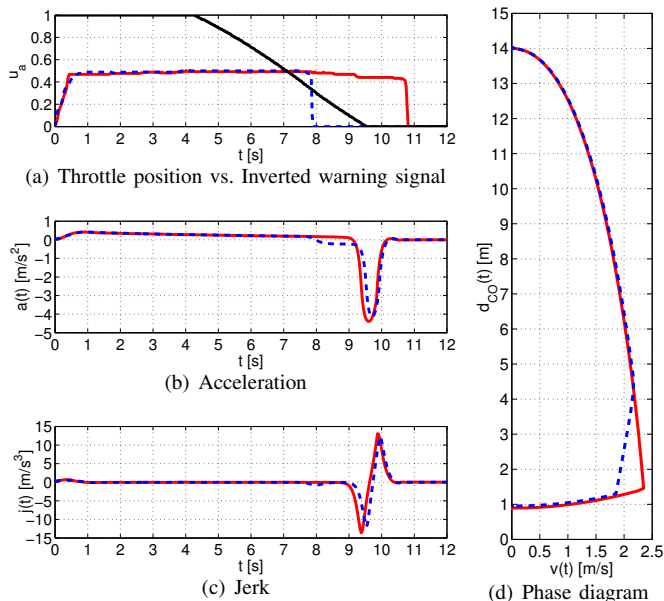 1
0.8
0.6
0.4
0.2
0
u_a
0 1 2 3 4 5 6 7 8 9 10 11 12
t [s]
(a) Throttle position vs. Inverted warning signal
1
0
−1
−2
−3
−4
−5
a(t) [m/s²]
0 1 2 3 4 5 6 7 8 9 10 11 12
t [s]
(b) Acceleration
15
10
5
0
−5
−10
−15
j(t) [m/s³]
0 1 2 3 4 5 6 7 8 9 10 11 12
t [s]
(c) Jerk
15
14
13
12
11
10
9
8
7
6
5
4
3
2
1
0
d_CO(t) [m]
0 0.5 1 1.5 2 2.5
v(t) [m/s]
(d) Phase diagram